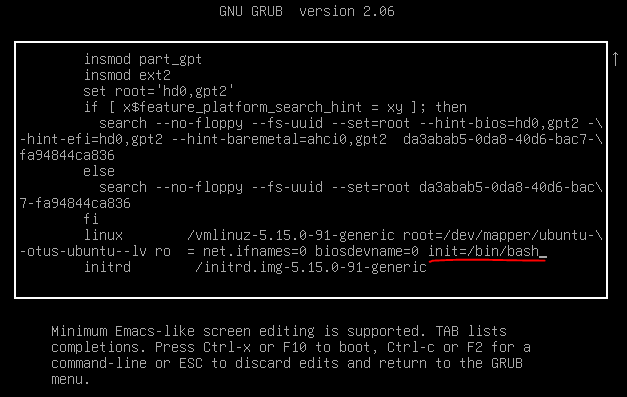 GNU GRUB  version 2.06
insmod part_gpt
insmod ext2
set root='hd0,gpt2'
if [ x$feature_platform_search_hint = xy ]; then
search --no-floppy --fs-uuid --set=root --hint-bios=hd0,gpt2 -\
-hint-efi=hd0,gpt2 --hint-baremetal=ahci0,gpt2  da3abab5-0da8-40d6-bac7-\
fa94844ca836
else
search --no-floppy --fs-uuid --set=root da3abab5-0da8-40d6-bac\
7-fa94844ca836
fi
linux        /vmlinuz-5.15.0-91-generic root=/dev/mapper/ubuntu-\
-otus-ubuntu--lv ro  = net.ifnames=0 biosdevname=0 init=/bin/bash_
initrd        /initrd.img-5.15.0-91-generic
Minimum Emacs-like screen editing is supported. TAB lists
completions. Press Ctrl-x or F10 to boot, Ctrl-c or F2 for a
command-line or ESC to discard edits and return to the GRUB
menu.